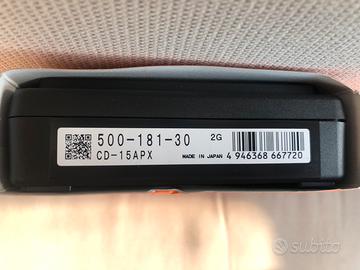 500-181-30 2G
CD-15APX MADE IN JAPAN 4 946368 667720
subito